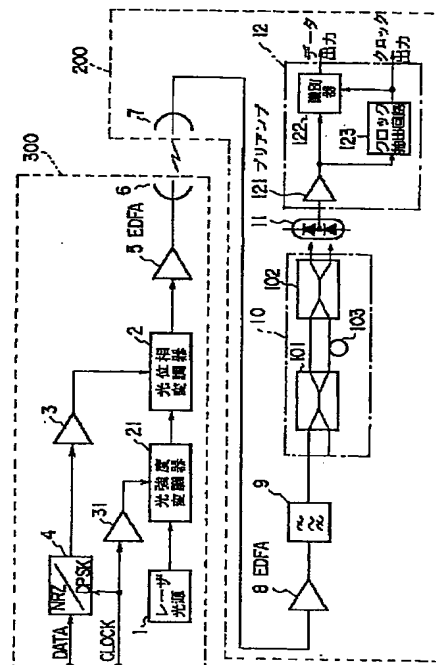 300
DATA
CLOCK
4
NRZ
CPSK
3
31
1
レーザ光源
21
光強度
変調器
2
光位相
変調器
5 EDFA
6
7
200
8 EDFA
9
10
101
102
103
11
12
121 プリアンプ
122
識別
器
123
クロック
抽出回路
データ
出力
クロック
出力